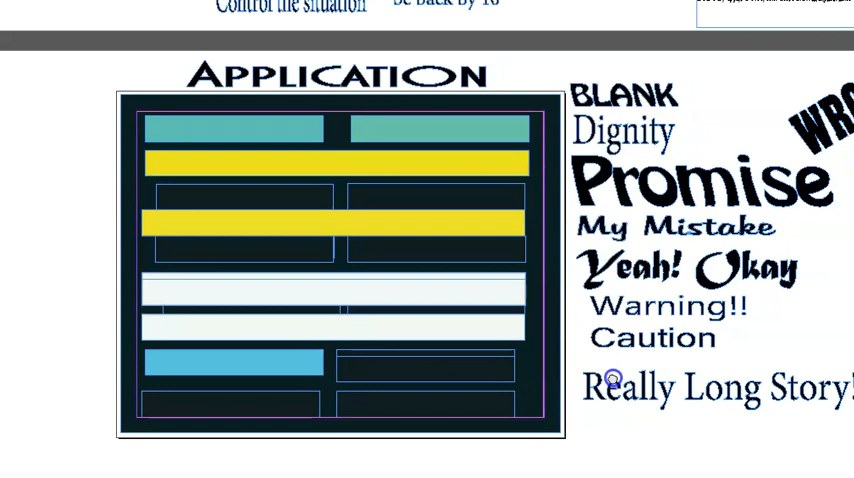 Control the situation
APPLICATION
BLANK
Dignity
Promise
My Mistake
Yeah! Okay
Warning!!
Caution
Really Long Story!